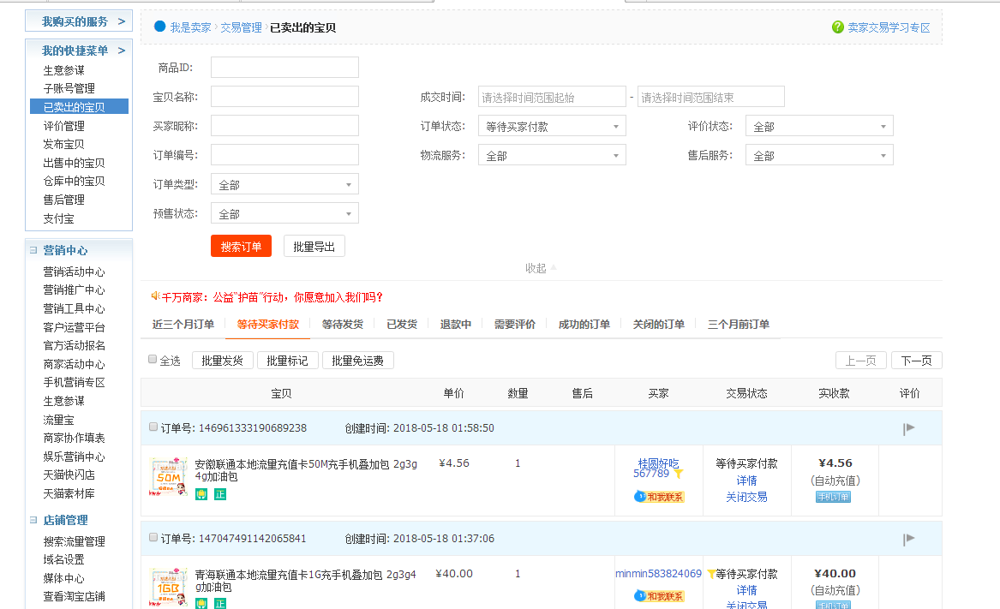 我购买的服务 >
我的快捷菜单 >
生意参谋
子账号管理
已卖出的宝贝
评价管理
发布宝贝
出售中的宝贝
仓库中的宝贝
售后管理
支付宝
营销中心
营销活动中心
营销推广中心
营销工具中心
客户运营平台
官方活动报名
商家活动中心
手机营销专区
生意参谋
流量宝
商家协作填表
娱乐营销中心
天猫快闪店
天猫素材库
店铺管理
搜索流量管理
域名设置
媒体中心
查看淘宝店铺
我是卖家 › 交易管理 › 已卖出的宝贝
? 卖家交易学习专区
商品ID:
宝贝名称: 成交时间: 请选择时间范围起始 - 请选择时间范围结束
买家昵称: 订单状态: 等待买家付款 评价状态: 全部
订单编号: 物流服务: 全部 售后服务: 全部
订单类型: 全部
预售状态: 全部
搜索订单 批量导出
收起
千万商家：公益“护苗”行动，你愿意加入我们吗？
近三个月订单 等待买家付款 等待发货 已发货 退款中 需要评价 成功的订单 关闭的订单 三个月前订单
全选 批量发货 批量标记 批量免运费 上一页 下一页
宝贝 单价 数量 售后 买家 交易状态 实收款 评价
订单号: 146961333190689238 创建时间: 2018-05-18 01:58:50
50M
安徽联通本地流量充值卡50M充手机叠加包 2g3g
4g加油包
正
¥4.56
1
桂圆好吃
567789
和我联系
等待买家付款
详情
关闭交易
¥4.56
(自动充值)
手机订单
订单号: 147047491142065841 创建时间: 2018-05-18 01:37:06
1GB
青海联通本地流量充值卡1G充手机叠加包 2g3g4
g加油包
正
¥40.00
1
minmin583824069
和我联系
等待买家付款
详情
关闭交易
¥40.00
(自动充值)
手机订单